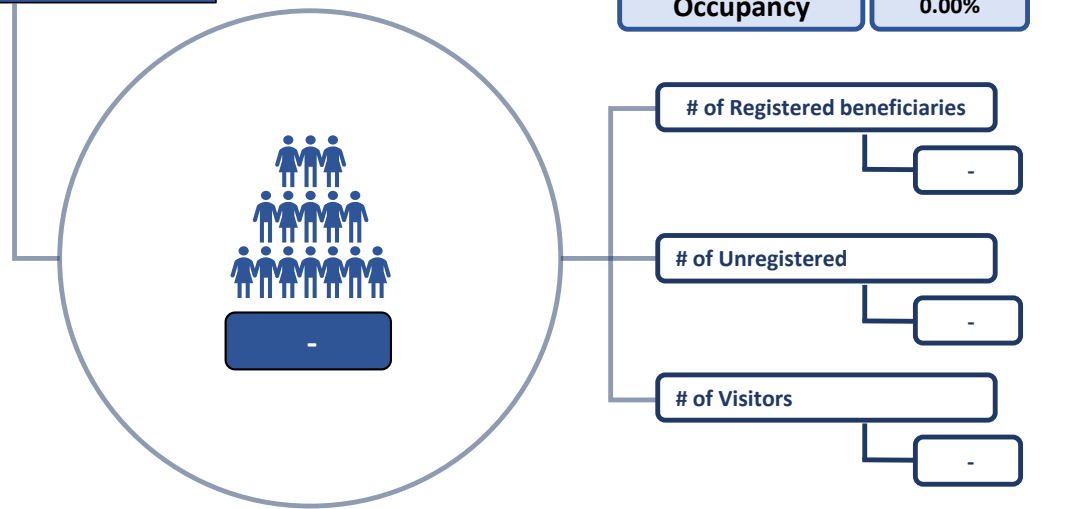 Occupancy
0.00%
# of Registered beneficiaries
-
-
# of Unregistered
-
# of Visitors
-